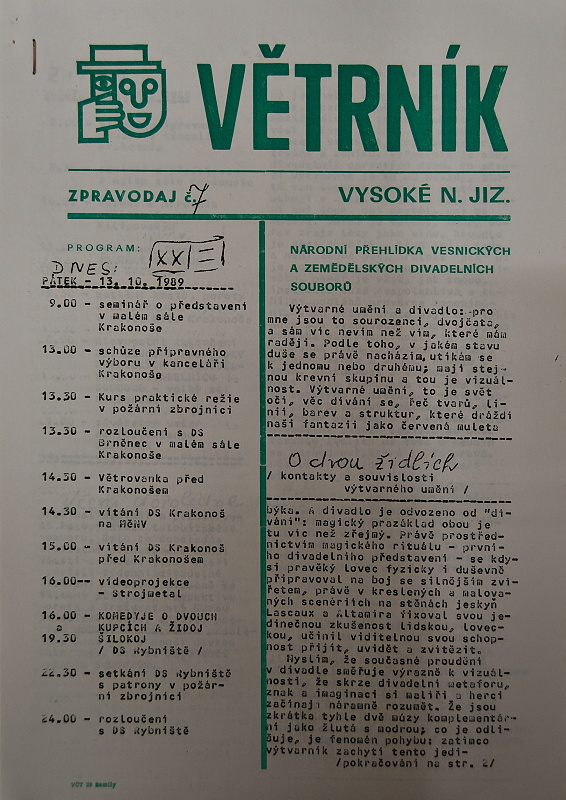 VĚTRNÍK
ZPRAVODAJ č. 7
VYSOKÉ N. JIZ.
PROGRAM:
XX
DNES:
PÁTEK - 13. 10. 1989
9.00 - seminář o představení
v malém sále
Krakonoše
13.00 - schůze přípravného
výboru v kanceláři
Krakonoše
13.30 - Kurs praktické režie
v požární zbrojnici
13.30 - rozloučení s DS
Brněnec v malém sále
Krakonoše
14.30 - Větrovanka před
Krakonošem
14.30 - vítání DS Krakonoš
na MěNV
15.00 - vítání DS Krakonoš
před Krakonošem
16.00-- videoprojekce
- Strojmetal
16.00 - KOMEDYJE O DVOUCH
a KUPCÍCH A ŽIDOJ
19.30 ŠILOKOJ
/ DS Rybniště /
22.30 - setkání DS Rybniště
s patrony v požár-
ní zbrojnici
24.00 - rozloučení
s DS Rybniště
VČT 29 Semily
NÁRODNÍ PŘEHLÍDKA VESNICKÝCH
A ZEMĚDĚLSKÝCH DIVADELNÍCH
SOUBORŮ
Výtvarné umění a divadlo: pro
mne jsou to sourozenci, dvojčata,
a sám víc nevím než vím, které mám
raději. Podle toho, v jakém stavu
duše se právě nacházím, utíkám se
k jednomu nebo druhému; mají stej-
nou krevní skupinu a tou je vizuál-
nost. Výtvarné umění, to je svět
očí, věc dívání se, řeč tvarů, li-
nií, barev a struktur, které dráždí
naši fantazii jako červená muleta
O dvou židlích
/ kontakty a souvislosti
výtvarného umění /
býka. A divadlo je odvozeno od "dí-
vání": magický prazáklad obou je
tu víc než zřejmý. Právě prostřed-
nictvím magického rituálu - první-
ho divadelního představení - se kdy-
si pravěký lovec fyzicky i duševně
připravoval na boj se silnějším zví-
řetem, právě v kreslených a malova-
ných scenériích na stěnách jeskyň
Lascaux a Altamira fixoval svou je-
dinečnou zkušenost lidskou, lovec-
kou, učinil viditelnou svou schop-
nost přijít, uvidět a zvítězit.
Myslím, že současné proudění
v divadle směřuje výrazně k vizuál-
nosti, že skrze divadelní metaforu,
znak a imaginaci si malíři a herci
začínají náramně rozumět. Že jsou
zkrátka tyhle dvě múzy komplementár-
ní jako žlutá s modrou; co je odli-
šuje, je fenomén pohybu: zatímco
výtvarník zachytí tento jedi-
/pokračování na str. 2/